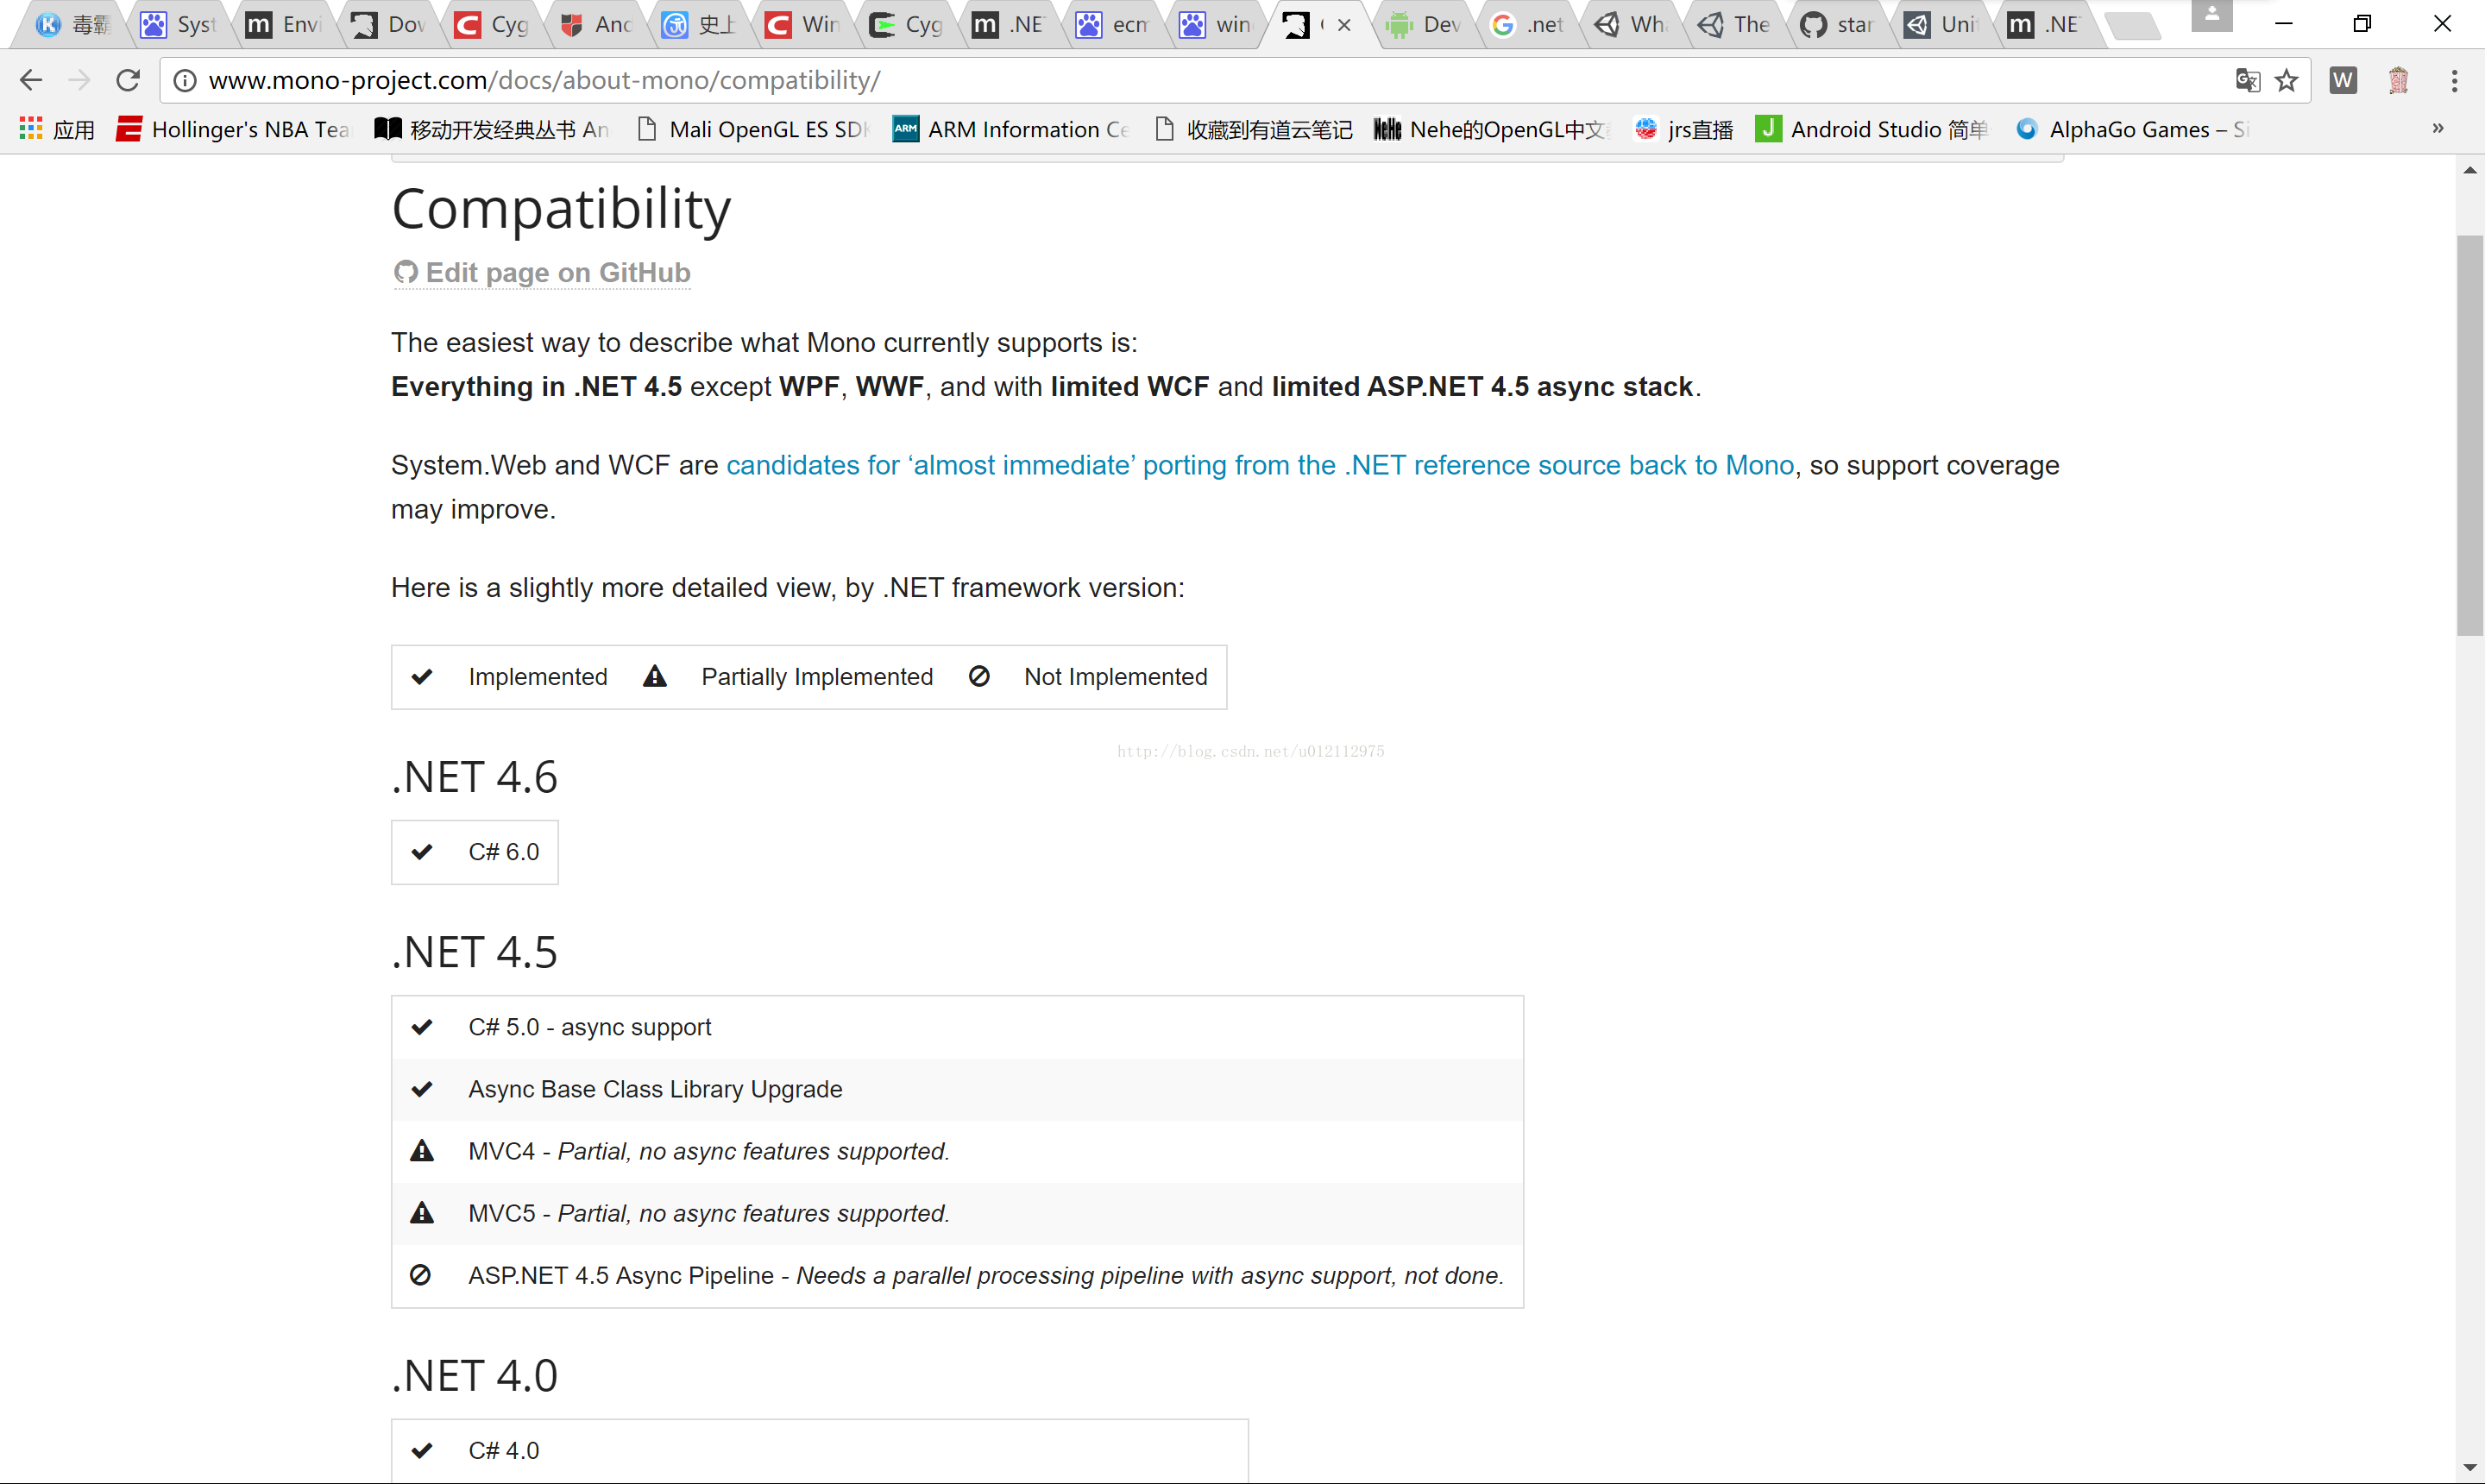 毒霸 Syst Envi Dov Cyg And 史上 Win Cyg .NE ecm win Dev .net Wha The star Unit .NE
www.mono-project.com/docs/about-mono/compatibility/
应用 Hollinger's NBA Tea 移动开发经典丛书 An Mali OpenGL ES SDK ARM Information Ce 收藏到有道云笔记 Nehe的OpenGL中文 jrs直播 Android Studio 简单 AlphaGo Games – Si »
Compatibility
Edit page on GitHub
The easiest way to describe what Mono currently supports is:
Everything in .NET 4.5 except WPF, WWF, and with limited WCF and limited ASP.NET 4.5 async stack.
System.Web and WCF are candidates for ‘almost immediate’ porting from the .NET reference source back to Mono, so support coverage
may improve.
Here is a slightly more detailed view, by .NET framework version:
Implemented Partially Implemented Not Implemented
http://blog.csdn.net/u012112975
.NET 4.6
C# 6.0
.NET 4.5
C# 5.0 - async support
Async Base Class Library Upgrade
MVC4 - Partial, no async features supported.
MVC5 - Partial, no async features supported.
ASP.NET 4.5 Async Pipeline - Needs a parallel processing pipeline with async support, not done.
.NET 4.0
C# 4.0